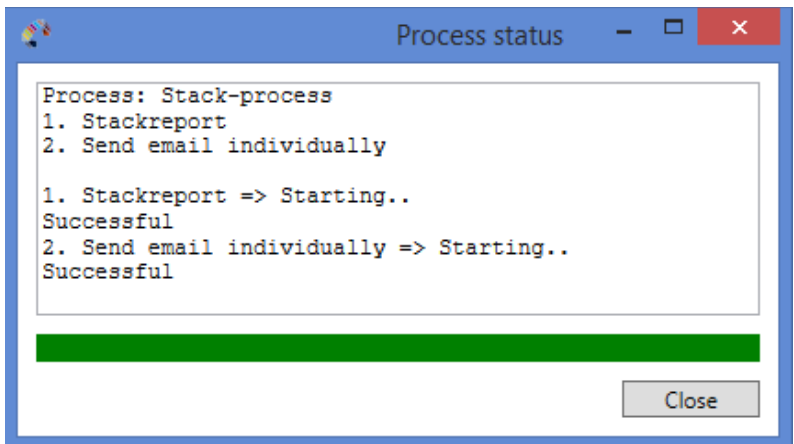 Process status
Process: Stack-process
1. Stackreport
2. Send email individually
1. Stackreport => Starting..
Successful
2. Send email individually => Starting..
Successful
Close